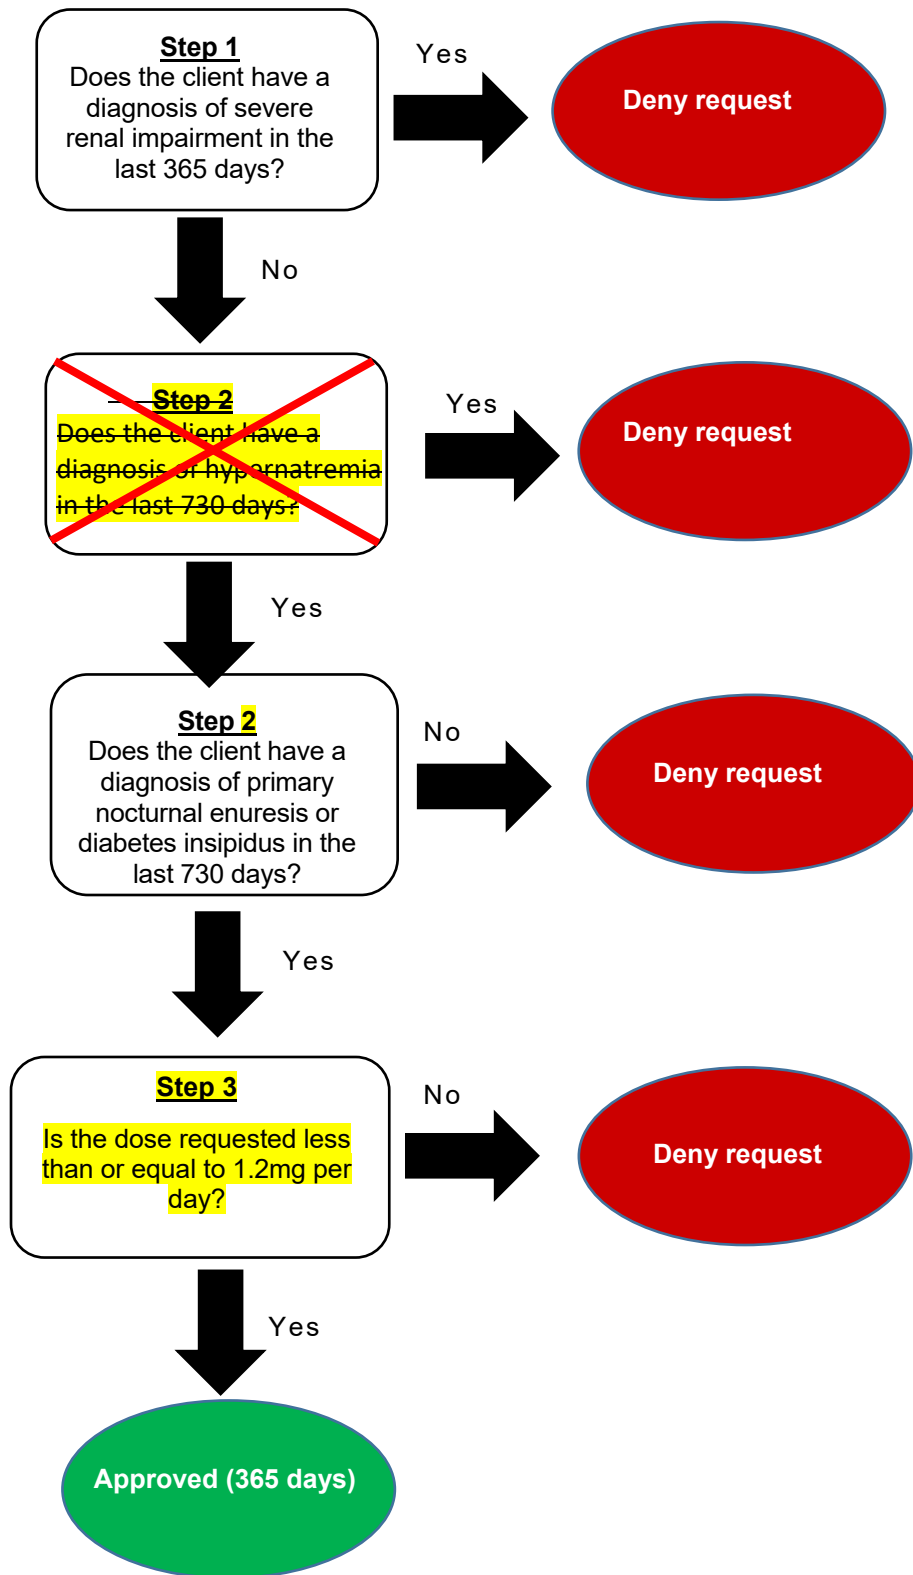 Step 1
Does the client have a
diagnosis of severe
renal impairment in the
last 365 days?
Yes
Deny request
No
Step 2
Does the client have a
diagnosis of hypernatremia
in the last 730 days?
Yes
Deny request
Yes
Step 2
Does the client have a
diagnosis of primary
nocturnal enuresis or
diabetes insipidus in the
last 730 days?
No
Deny request
Yes
Step 3
Is the dose requested less
than or equal to 1.2mg per
day?
No
Deny request
Yes
Approved (365 days)